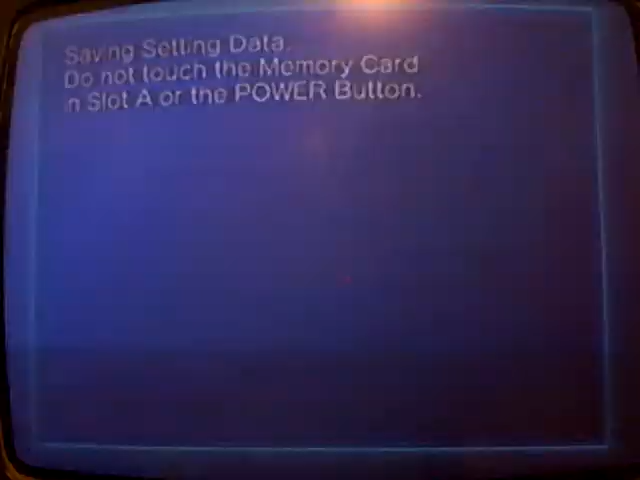 Saving Setting Data.
Do not touch the Memory Card
in Slot A or the POWER Button.